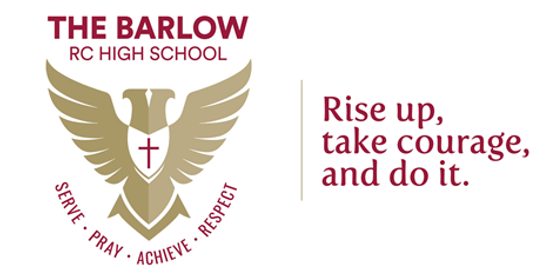 THE BARLOW
RC HIGH SCHOOL
SERVE · PRAY · ACHIEVE · RESPECT
Rise up,
take courage,
and do it.